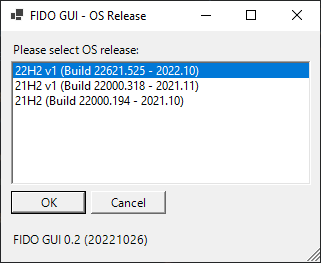 FIDO GUI - OS Release
Please select OS release:
22H2 v1 (Build 22621.525 - 2022.10)
21H2 v1 (Build 22000.318 - 2021.11)
21H2 (Build 22000.194 - 2021.10)
OK
Cancel
FIDO GUI 0.2 (20221026)